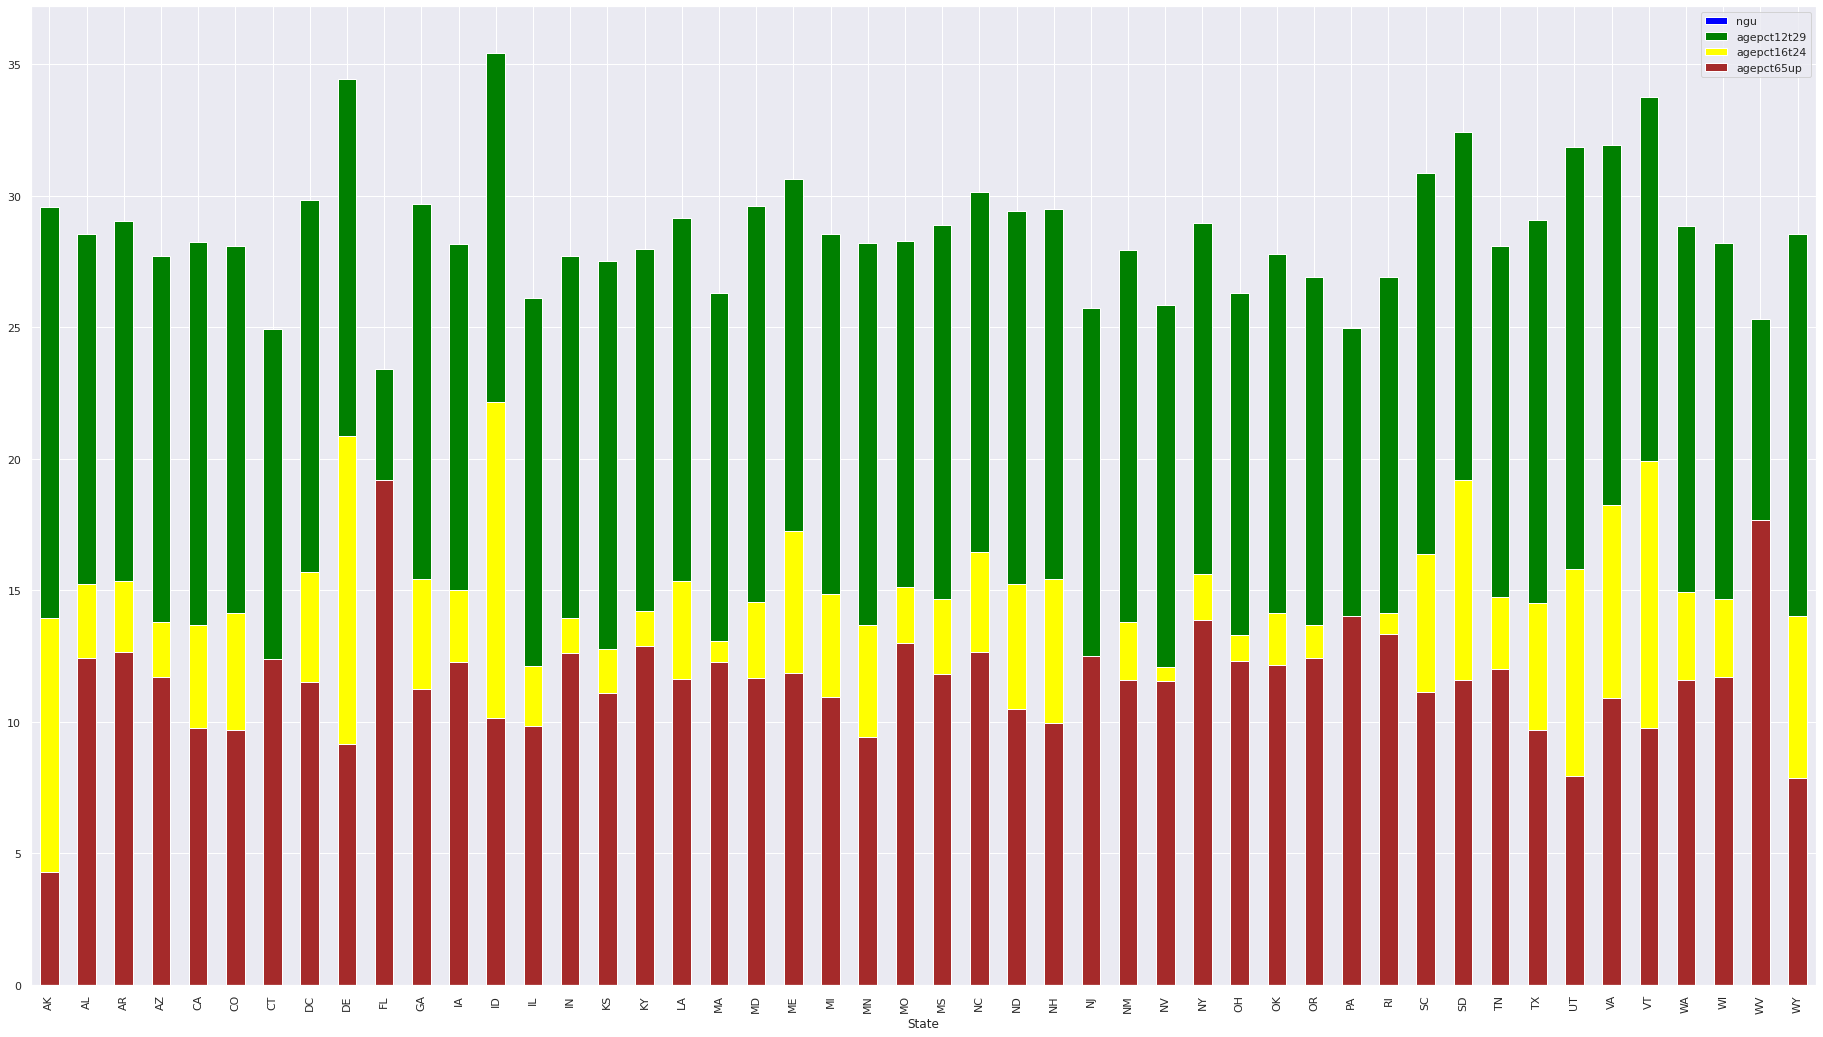 ngu
agepct12t29
agepct16t24
agepct65up
35
30
25
20
15
10
5
0
AK AL AR AZ CA CO CT DC DE FL GA IA ID IL IN KS KY LA MA MD ME MI MN MO MS NC ND NH NJ NM NV NY OH OK OR PA RI SC SD TN TX UT VA VT WA WI WV WY
State